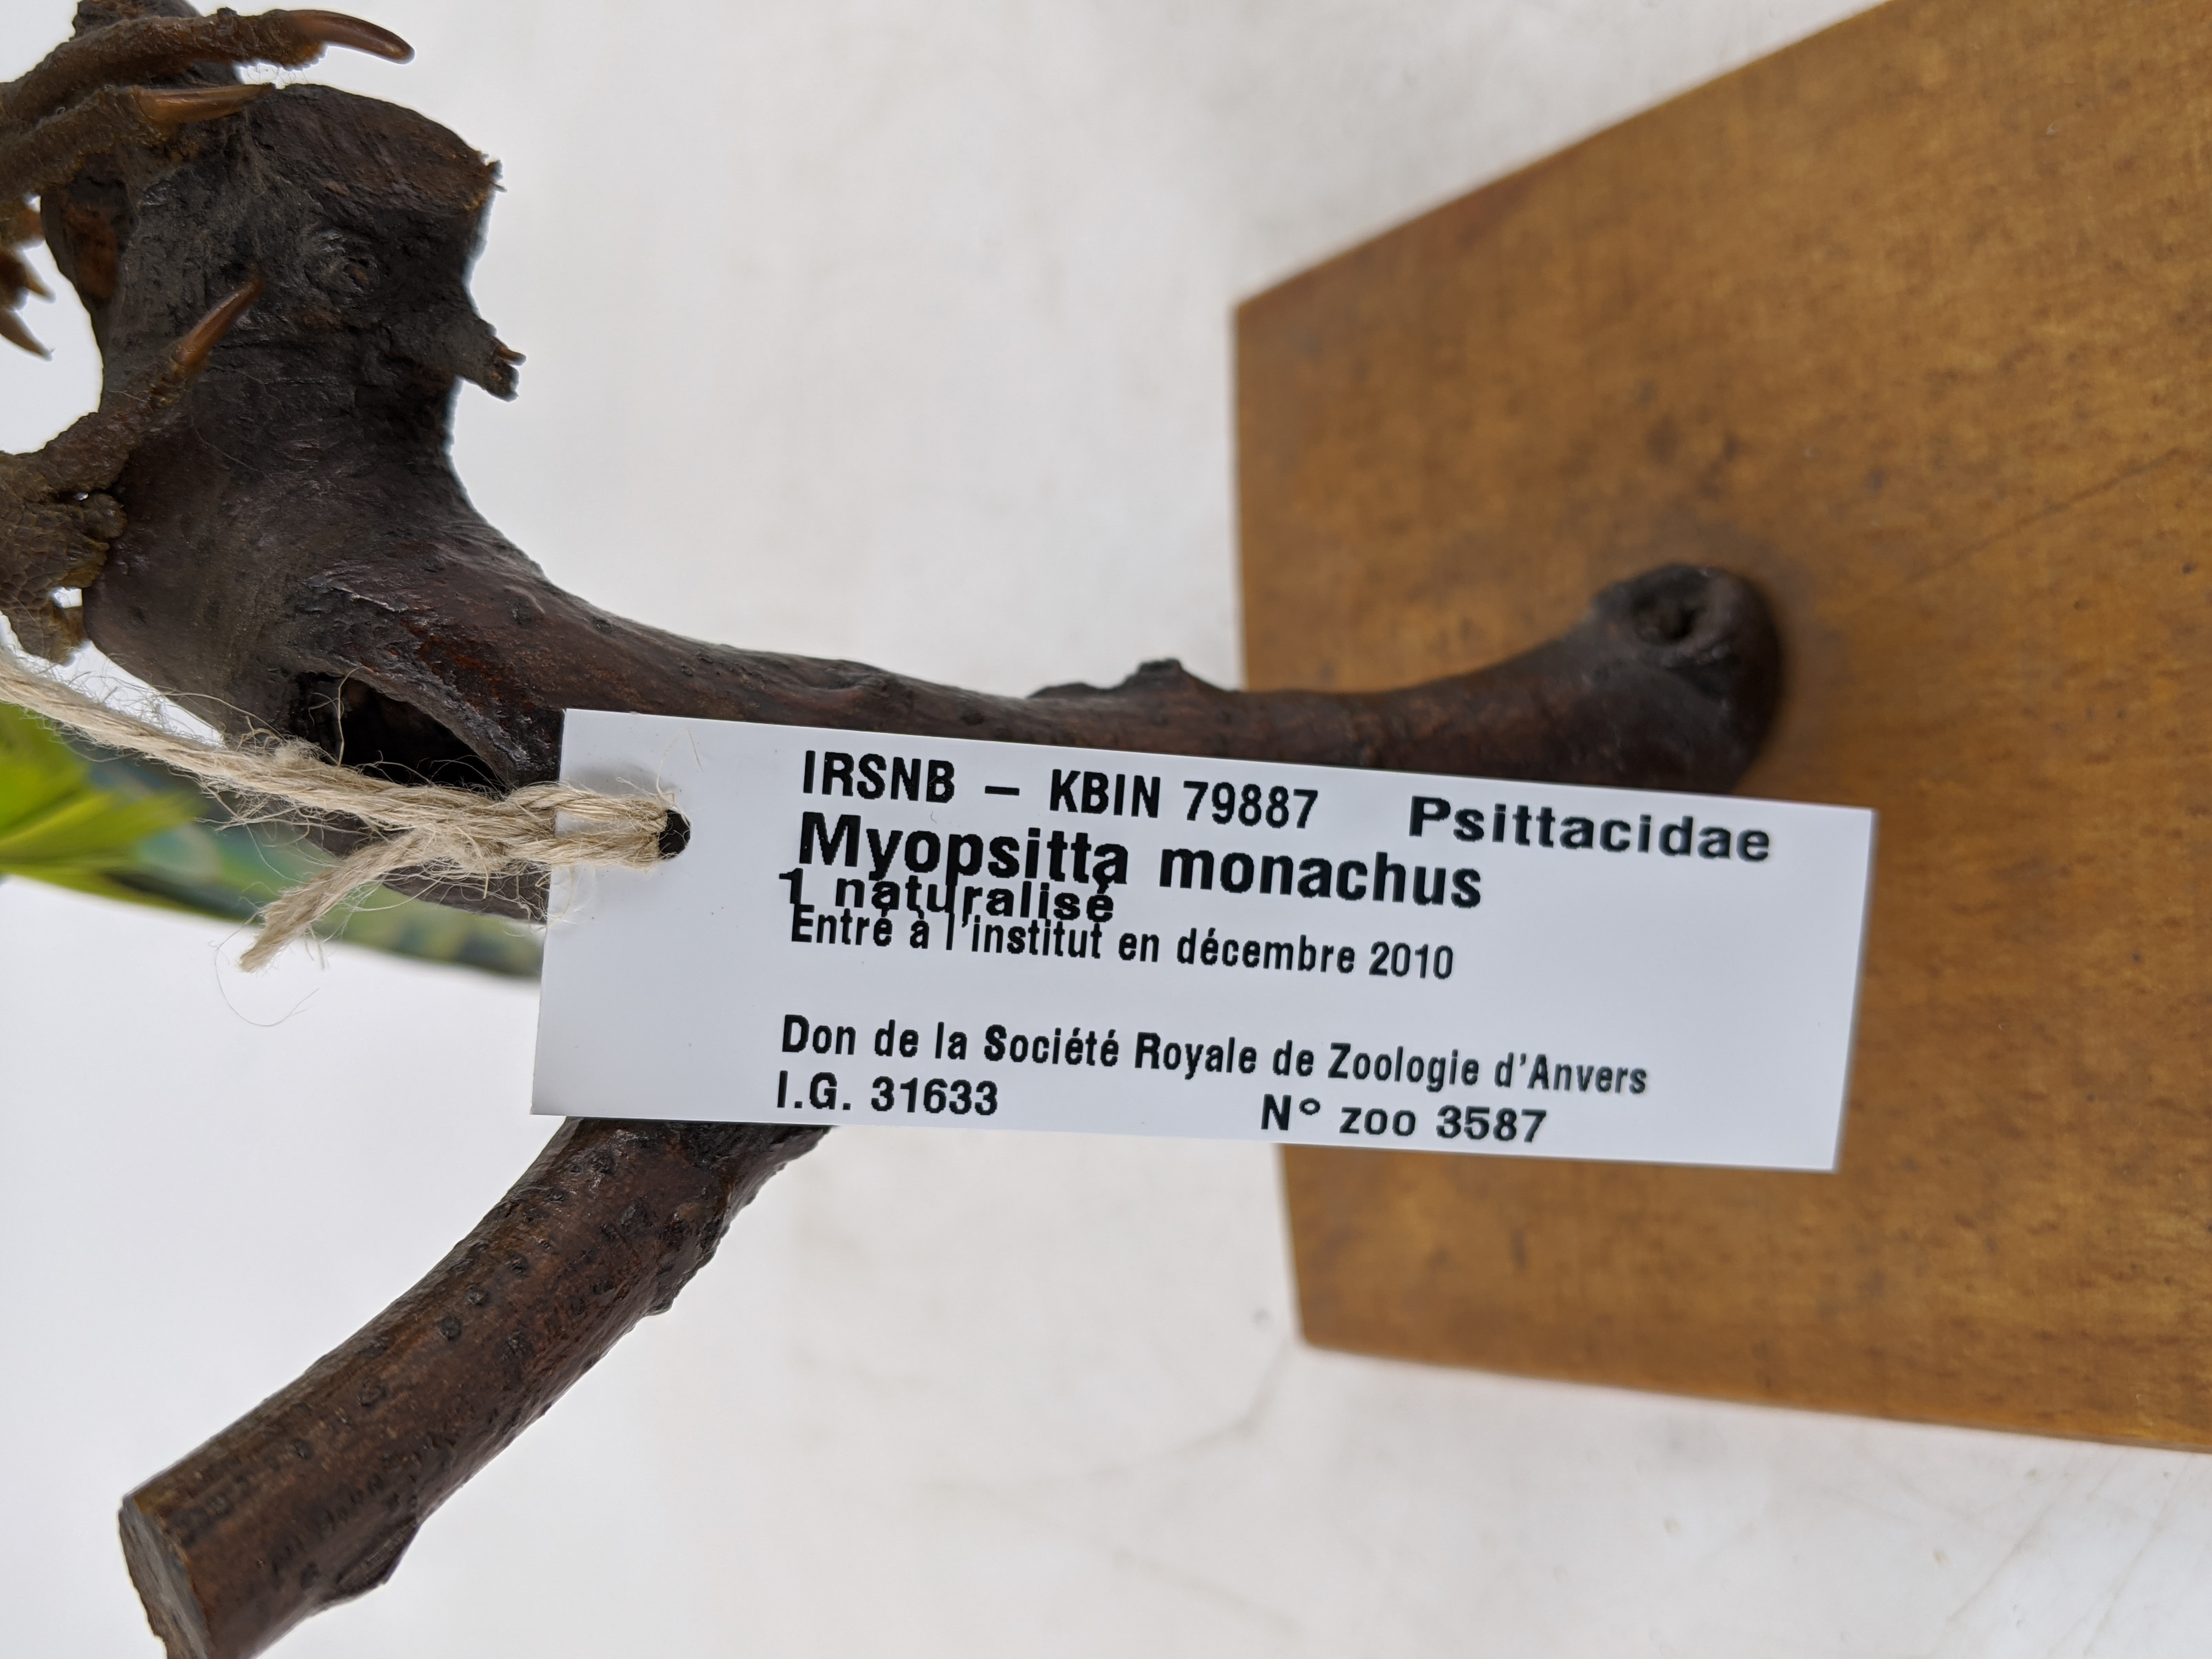 IRSNB – KBIN 79887 Psittacidae
Myopsitta monachus
1 naturalisé
Entré à l'institut en décembre 2010
Don de la Société Royale de Zoologie d'Anvers
I.G. 31633 N° zoo 3587